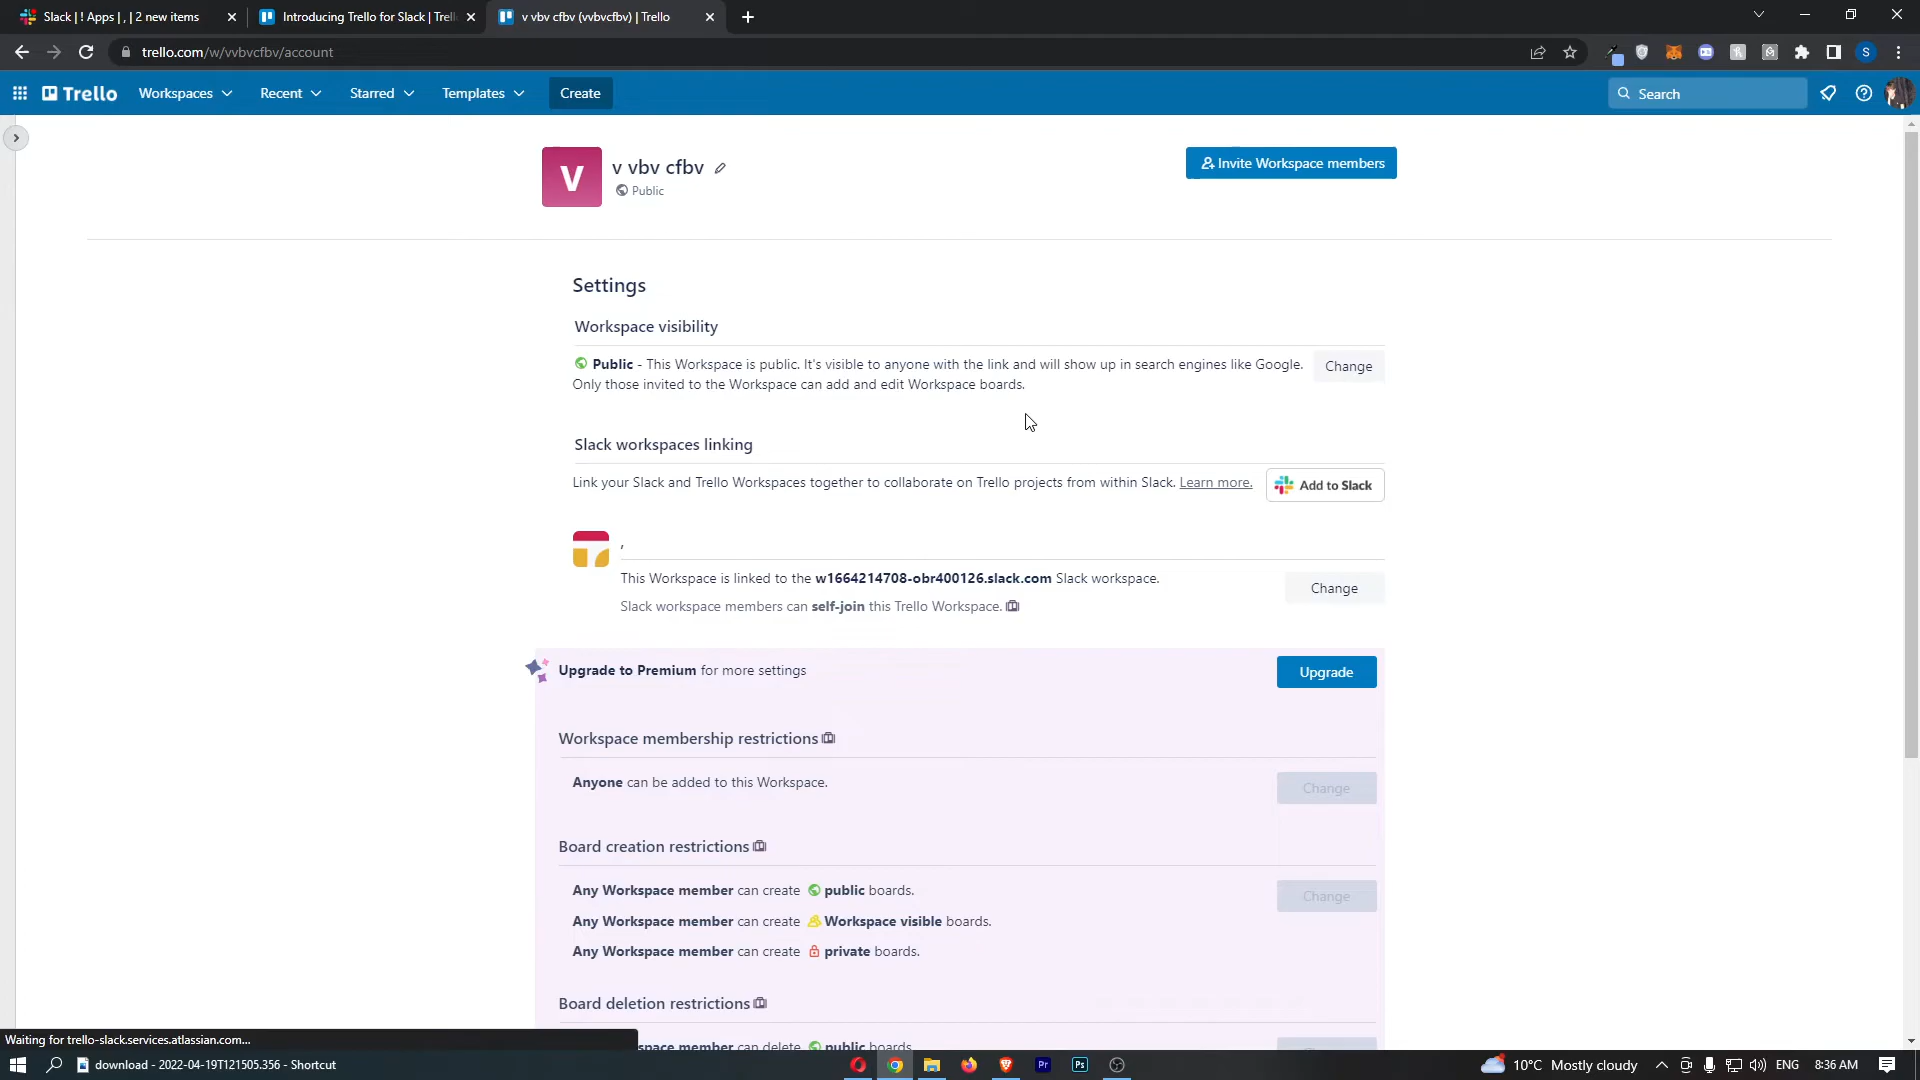 Slack | ! Apps | , | 2 new items
Introducing Trello for Slack | Trell
v vbv cfbv (vvbvcfbv) | Trello
trello.com/w/vvbvcfbv/account
S
Trello
Workspaces
Recent
Starred
Templates
Create
Search
V
v vbv cfbv
Public
Invite Workspace members
Settings
Workspace visibility
Public - This Workspace is public. It's visible to anyone with the link and will show up in search engines like Google.
Only those invited to the Workspace can add and edit Workspace boards.
Change
Slack workspaces linking
Link your Slack and Trello Workspaces together to collaborate on Trello projects from within Slack. Learn more.
Add to Slack
,
This Workspace is linked to the w1664214708-obr400126.slack.com Slack workspace.
Slack workspace members can self-join this Trello Workspace.
Change
Upgrade to Premium for more settings
Upgrade
Workspace membership restrictions
Anyone can be added to this Workspace.
Change
Board creation restrictions
Any Workspace member can create public boards.
Any Workspace member can create Workspace visible boards.
Any Workspace member can create private boards.
Change
Board deletion restrictions
space member can delete public boards
Waiting for trello-slack.services.atlassian.com...
download - 2022-04-19T121505.356 - Shortcut
Pr
Ps
10°C Mostly cloudy
ENG
8:36 AM